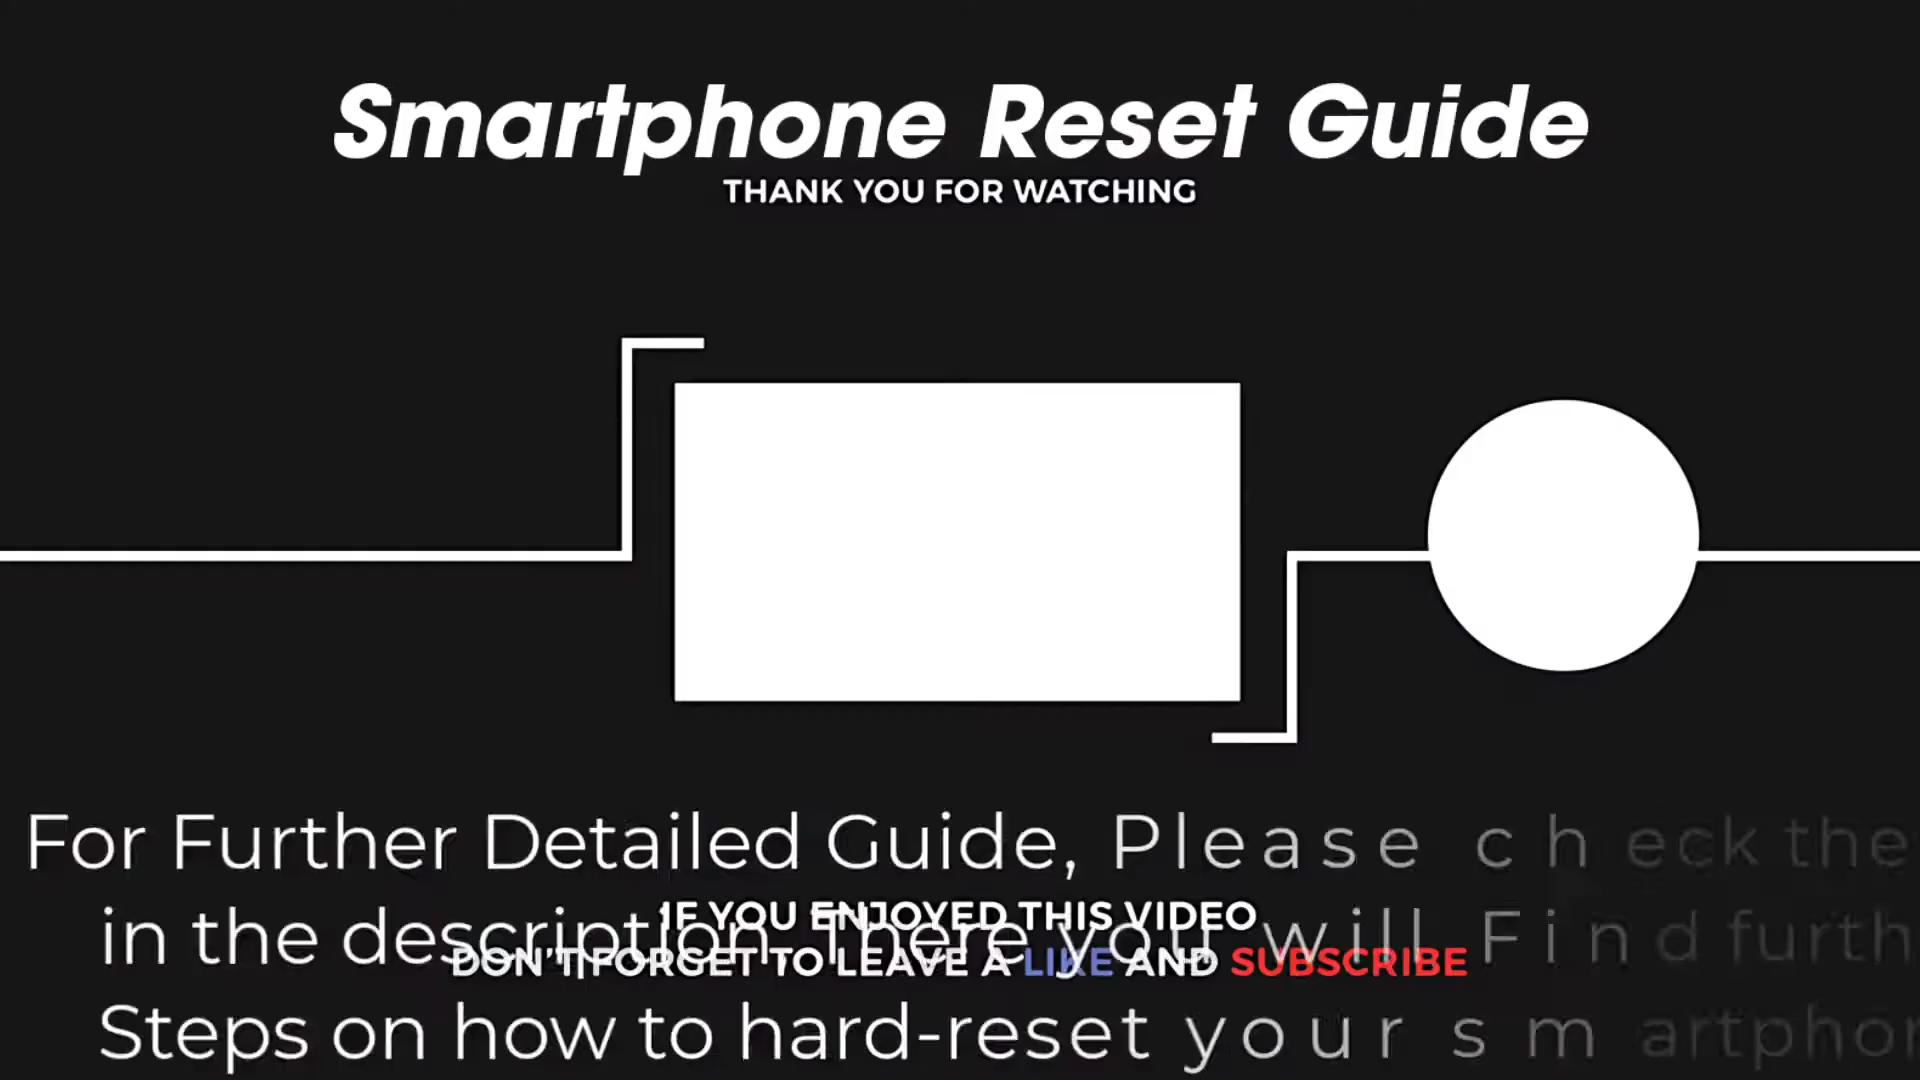 Smartphone Reset Guide
THANK YOU FOR WATCHING
For Further Detailed Guide, Please check the
IF YOU ENJOYED THIS VIDEO
in the description. There you will Find furth
DON'T FORGET TO LEAVE A LIKE AND SUBSCRIBE
Steps on how to hard-reset your smartphon